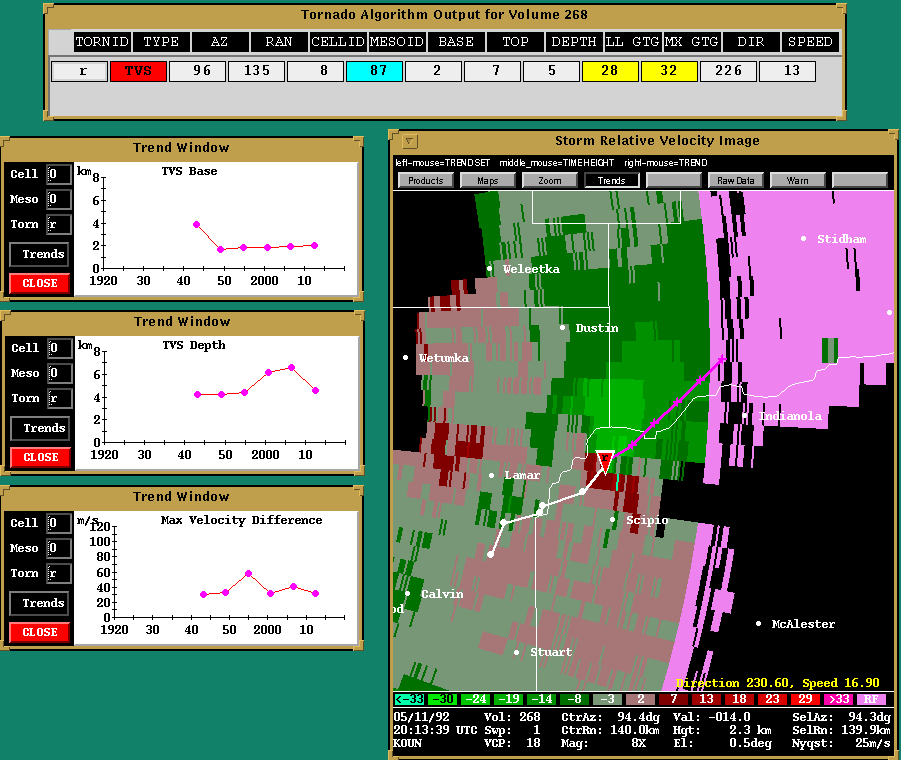 Tornado Algorithm Output for Volume 268
TORNID TYPE AZ RAN CELLID MESOID BASE TOP DEPTH LL GTG MX GTG DIR SPEED
r TVS 96 135 8 87 2 7 5 28 32 226 13
Trend Window
Cell 0
Meso 0
Torn r
Trends
CLOSE
km
TVS Base
8
6
4
2
0
1920 30 40 50 2000 10
Trend Window
Cell 0
Meso 0
Torn r
Trends
CLOSE
km
TVS Depth
8
6
4
2
0
1920 30 40 50 2000 10
Trend Window
Cell 0
Meso 0
Torn r
Trends
CLOSE
m/s
Max Velocity Difference
120
100
80
60
40
20
0
1920 30 40 50 2000 10
Storm Relative Velocity Image
left-mouse=TRENDSET middle_mouse=TIMEHEIGHT right-mouse=TREND
Products Maps Zoom Trends Raw Data Warn
Stidham
Weleetka
Dustin
Wetumka
Indianola
r
Lamar
Scipio
Calvin
od
McAlester
Stuart
Direction 230.60, Speed 16.90
<-33 -30 -24 -19 -14 -8 -3 2 7 13 18 23 29 >33 RF
05/11/92 Vol: 268 CtrAz: 94.4dg Val: -014.0 SelAz: 94.3dg
20:13:39 UTC Swp: 1 CtrRn: 140.0km Hgt: 2.3 km SelRn: 139.9km
KOUN VCP: 18 Mag: 8X El: 0.5deg Nyqst: 25m/s